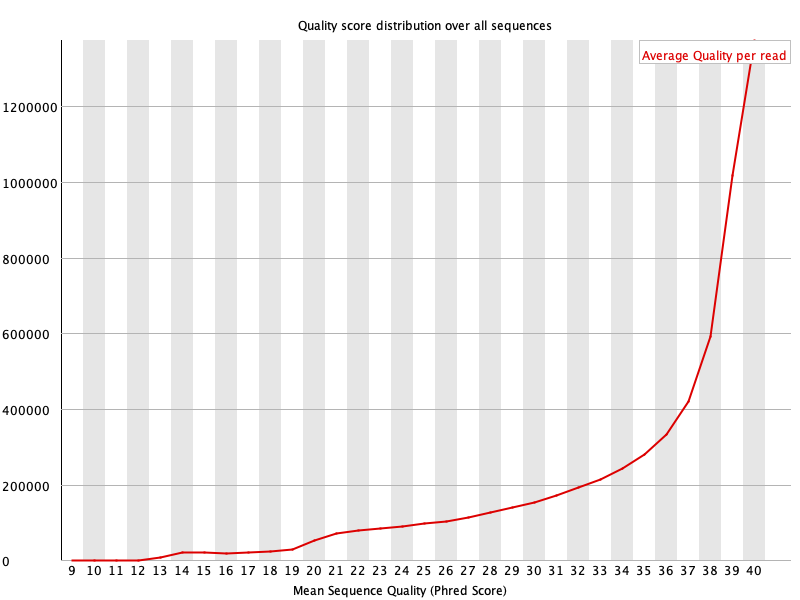 Quality score distribution over all sequences
Average Quality per read
1200000
1000000
800000
600000
400000
200000
0
9 10 11 12 13 14 15 16 17 18 19 20 21 22 23 24 25 26 27 28 29 30 31 32 33 34 35 36 37 38 39 40
Mean Sequence Quality (Phred Score)